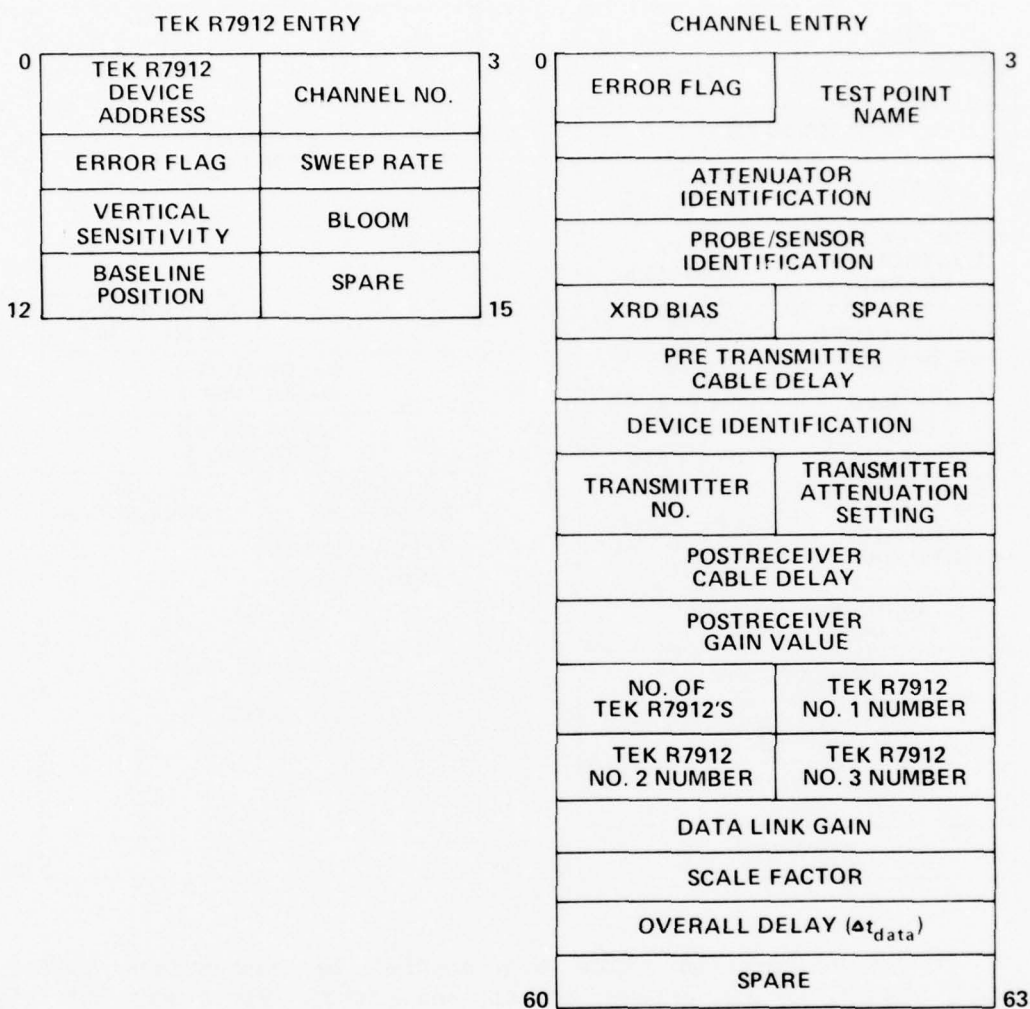 TEK R7912 ENTRY
0
3
TEK R7912
DEVICE
ADDRESS
CHANNEL NO.
ERROR FLAG
SWEEP RATE
VERTICAL
SENSITIVITY
BLOOM
BASELINE
POSITION
SPARE
12
15
CHANNEL ENTRY
0
3
ERROR FLAG
TEST POINT
NAME
ATTENUATOR
IDENTIFICATION
PROBE/SENSOR
IDENTIFICATION
XRD BIAS
SPARE
PRE TRANSMITTER
CABLE DELAY
DEVICE IDENTIFICATION
TRANSMITTER
NO.
TRANSMITTER
ATTENUATION
SETTING
POSTRECEIVER
CABLE DELAY
POSTRECEIVER
GAIN VALUE
NO. OF
TEK R7912'S
TEK R7912
NO. 1 NUMBER
TEK R7912
NO. 2 NUMBER
TEK R7912
NO. 3 NUMBER
DATA LINK GAIN
SCALE FACTOR
OVERALL DELAY (Δt_data)
SPARE
60
63